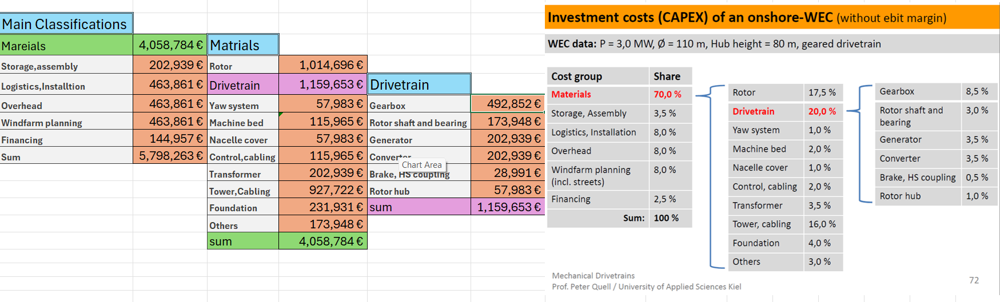 Main Classifications
Mareials 4,058,784 € Matrials
Storage,assembly 202,939 € Rotor 1,014,696 €
Logistics,Installtion 463,861 € Drivetrain 1,159,653 € Drivetrain
Overhead 463,861 € Yaw system 57,983 € Gearbox 492,852 €
Windfarm planning 463,861 € Machine bed 115,965 € Rotor shaft and bearing 173,948 €
Financing 144,957 € Nacelle cover 57,983 € Generator 202,939 €
Sum 5,798,263 € Control,cabling 115,965 € Converter 202,939 €
Chart Area
Transformer 202,939 € Brake, HS coupling 28,991 €
Tower,Cabling 927,722 € Rotor hub 57,983 €
Foundation 231,931 € sum 1,159,653 €
Others 173,948 €
sum 4,058,784 €
Investment costs (CAPEX) of an onshore-WEC (without ebit margin)
WEC data: P = 3,0 MW, Ø = 110 m, Hub height = 80 m, geared drivetrain
Cost group Share
Materials 70,0 %
Storage, Assembly 3,5 %
Logistics, Installation 8,0 %
Overhead 8,0 %
Windfarm planning 8,0 %
(incl. streets)
Financing 2,5 %
Sum: 100 %
Rotor 17,5 %
Drivetrain 20,0 %
Yaw system 1,0 %
Machine bed 2,0 %
Nacelle cover 1,0 %
Control, cabling 2,0 %
Transformer 3,5 %
Tower, cabling 16,0 %
Foundation 4,0 %
Others 3,0 %
Gearbox 8,5 %
Rotor shaft and 3,0 %
bearing
Generator 3,5 %
Converter 3,5 %
Brake, HS coupling 0,5 %
Rotor hub 1,0 %
Mechanical Drivetrains
Prof. Peter Quell / University of Applied Sciences Kiel
72